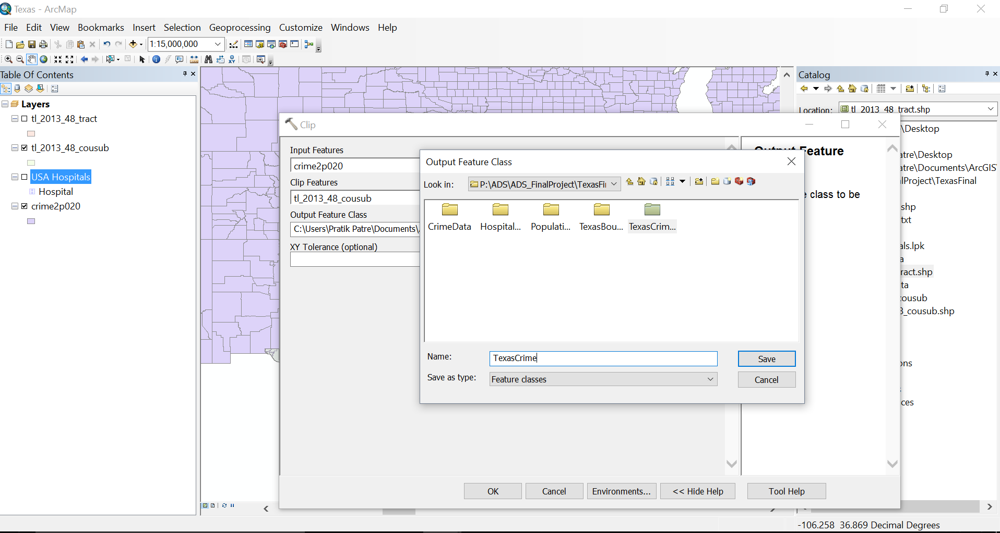 Texas - ArcMap
File Edit View Bookmarks Insert Selection Geoprocessing Customize Windows Help
1:15,000,000
Table Of Contents
Layers
tl_2013_48_tract
tl_2013_48_cousub
USA Hospitals
Hospital
crime2p020
Clip
Input Features
crime2p020
Clip Features
tl_2013_48_cousub
Output Feature Class
C:\Users\Pratik Patre\Documents\
XY Tolerance (optional)
Output Feature Class
Look in:
P:\ADS\ADS_FinalProject\TexasFi
CrimeData Hospital... Populati... TexasBou... TexasCrim...
Name:
TexasCrime
Save
Save as type:
Feature classes
Cancel
Feature
class to be
OK Cancel Environments... << Hide Help Tool Help
Catalog
Location:
tl_2013_48_tract.shp
\Desktop
atre\Desktop
atre\Documents\ArcGIS
lProject\TexasFinal
shp
txt
als.lpk
a
ract.shp
ta
cousub
3_cousub.shp
ons
ces
-106.258 36.869 Decimal Degrees